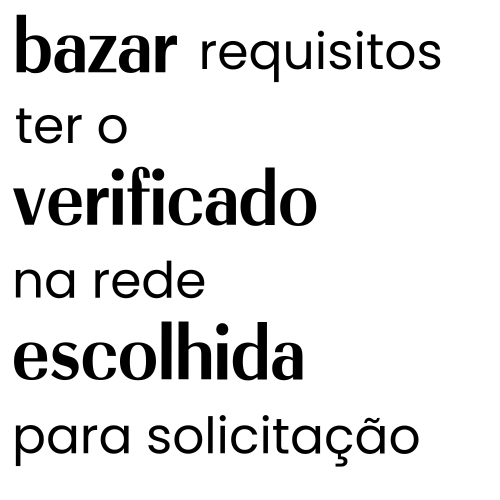 bazar requisitos
ter o
verificado
na rede
escolhida
para solicitação